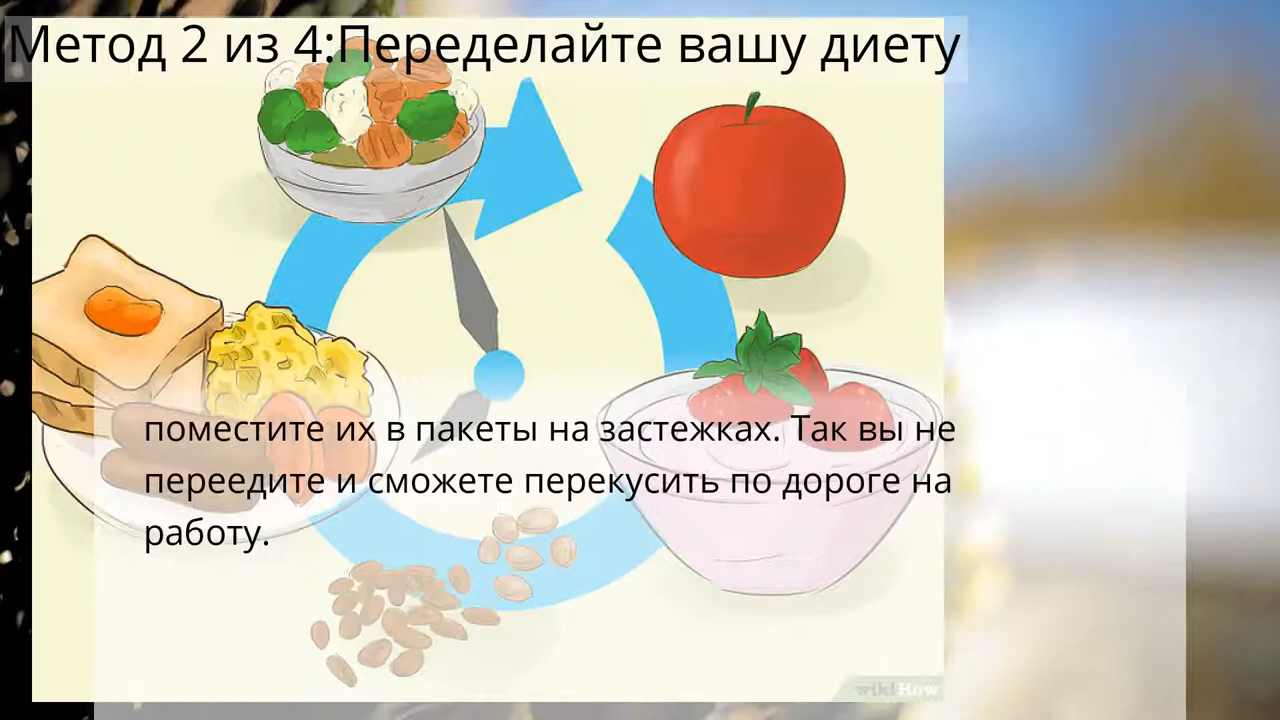 Метод 2 из 4:Переделайте вашу диету
поместите их в пакеты на застежках. Так вы не
переедите и сможете перекусить по дороге на
работу.
wikiHow